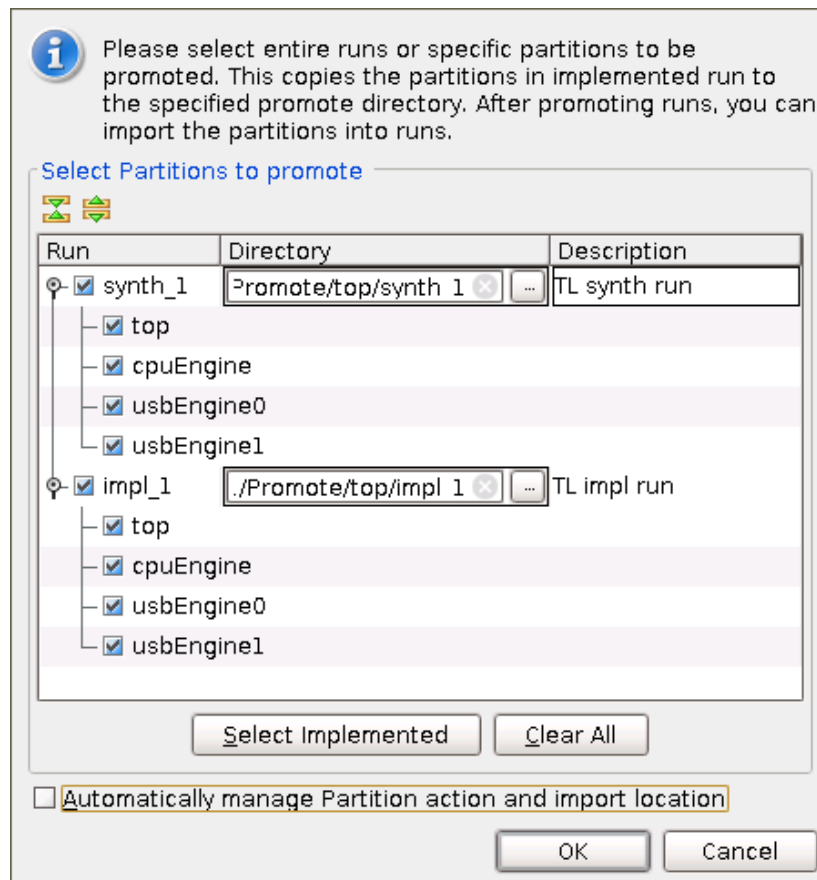 Please select entire runs or specific partitions to be
promoted. This copies the partitions in implemented run to
the specified promote directory. After promoting runs, you can
import the partitions into runs.
Select Partitions to promote
Run Directory Description
synth_1 Promote/top/synth_1 ... TL synth run
top
cpuEngine
usbEngine0
usbEngine1
impl_1 ./Promote/top/impl_1 ... TL impl run
top
cpuEngine
usbEngine0
usbEngine1
Select Implemented Clear All
Automatically manage Partition action and import location
OK Cancel